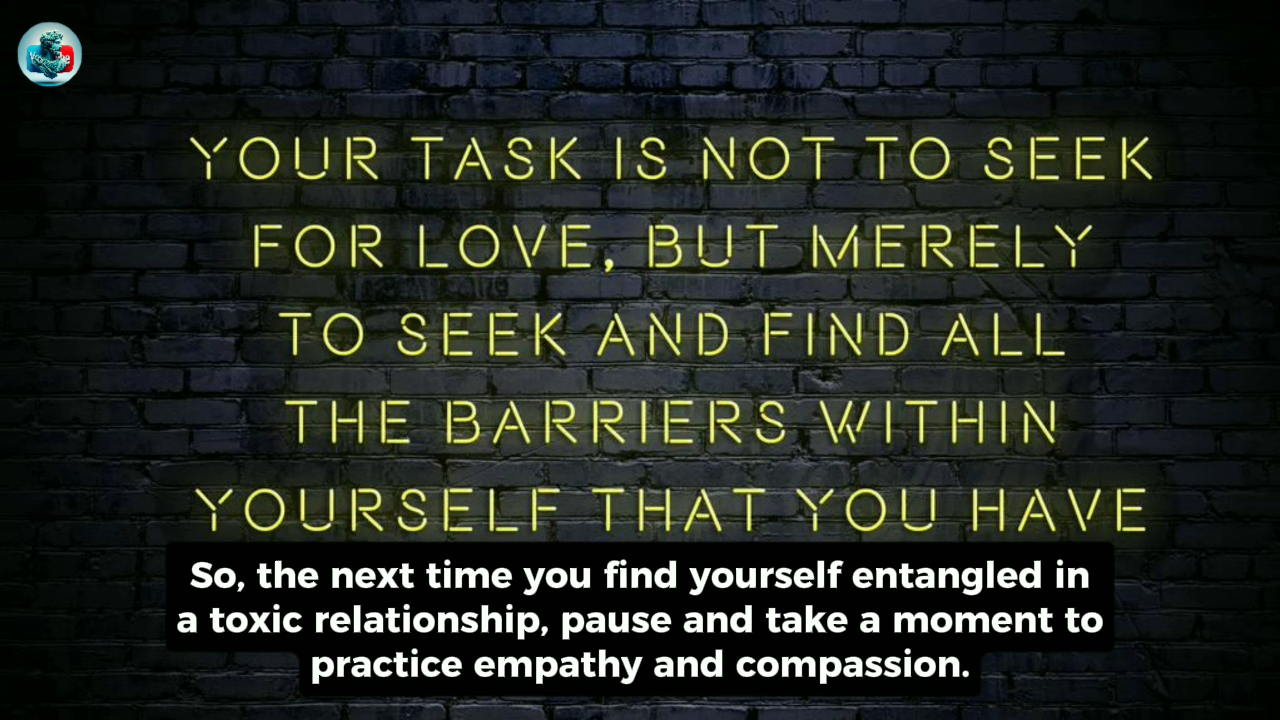 YOUR TASK IS NOT TO SEEK
FOR LOVE, BUT MERELY
TO SEEK AND FIND ALL
THE BARRIERS WITHIN
YOURSELF THAT YOU HAVE
So, the next time you find yourself entangled in
a toxic relationship, pause and take a moment to
practice empathy and compassion.